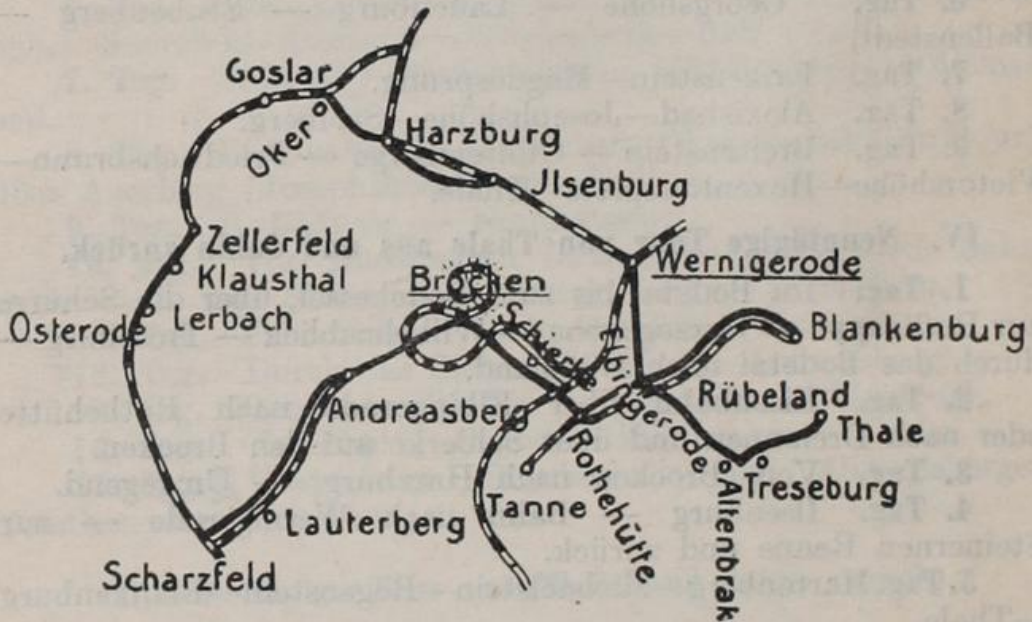 Goslar
Oker
Harzburg
Jlsenburg
Zellerfeld
Klausthal
Brocken
Wernigerode
Osterode
Lerbach
Schierke
Elbingerode
Blankenburg
Andreasberg
Rübeland
Thale
Rothehütte
Tanne
Treseburg
Altenbrak
Lauterberg
Scharzfeld